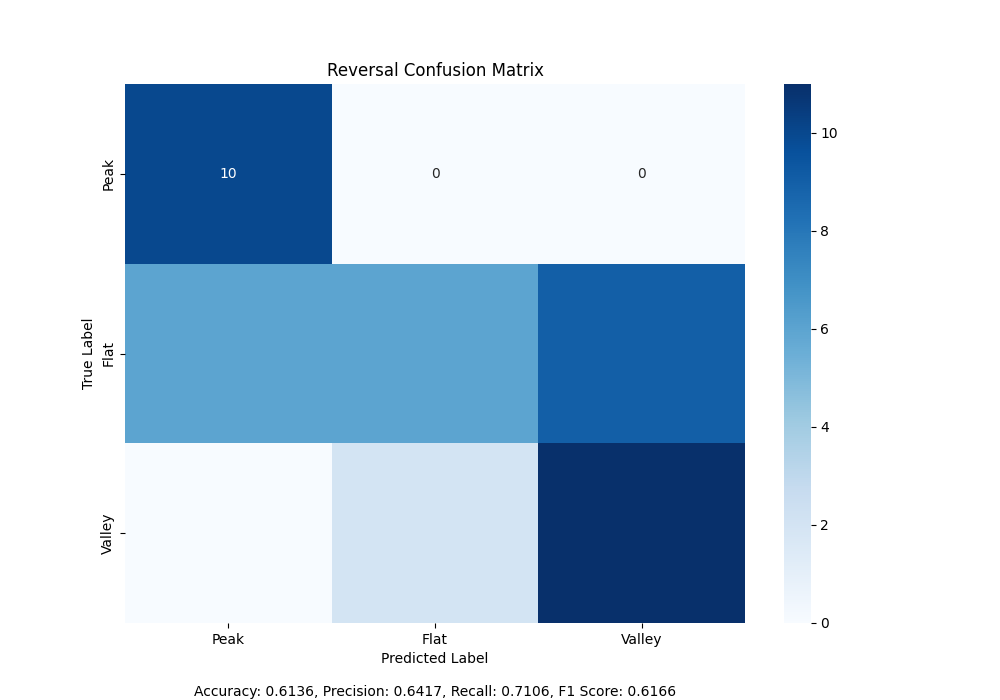 Reversal Confusion Matrix
10
10 0 0
8
6
4
2
0
Peak
Flat
Valley
True Label
Peak Flat Valley
Predicted Label
Accuracy: 0.6136, Precision: 0.6417, Recall: 0.7106, F1 Score: 0.6166